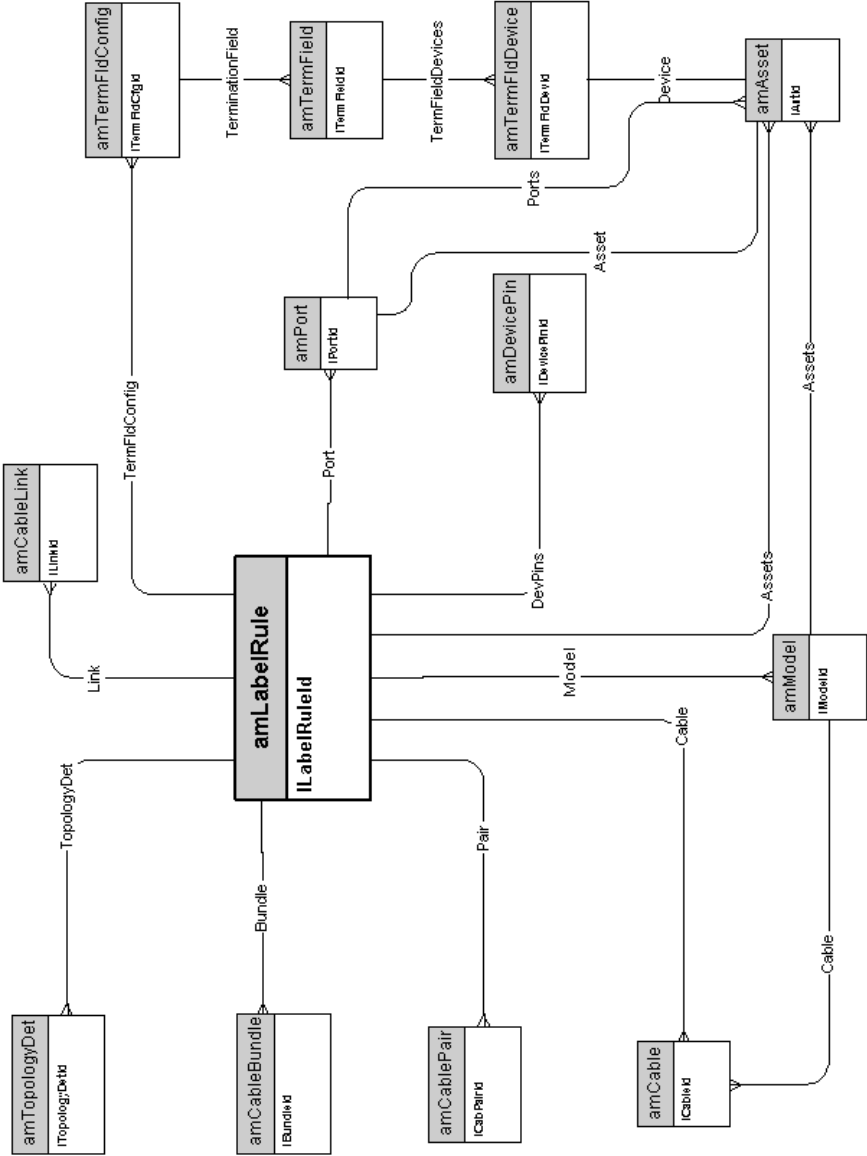 amTopologyDet
lTopologyDetId
TopologyDet
Link
amCableLink
lLinkId
TermFldConfig
amTermFldConfig
lTermFldCfgId
TerminationField
amTermField
lTermFieldId
TermFieldDevices
amTermFldDevice
lTermFldDevId
Device
amAsset
lAstId
amCableBundle
lBundleId
Bundle
amLabelRule
lLabelRuleId
Port
amPort
lPortId
Ports
Asset
amCablePair
lCabPairId
Pair
DevPins
amDevicePin
lDevicePinId
amCable
lCableId
Cable
Model
Assets
Assets
amModel
lModelId
Cable